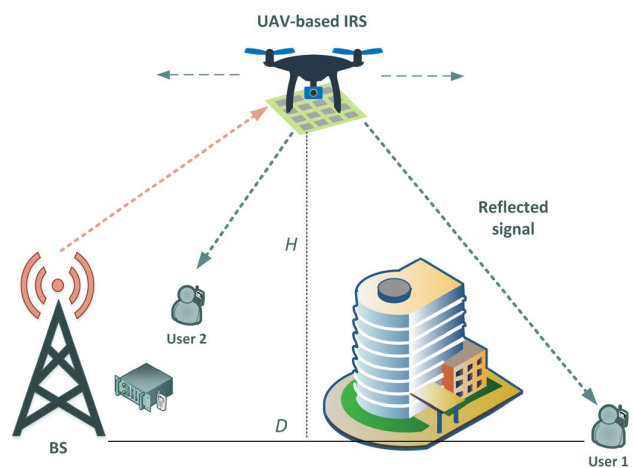 UAV-based IRS
Reflected
signal
H
User 2
D
BS
User 1